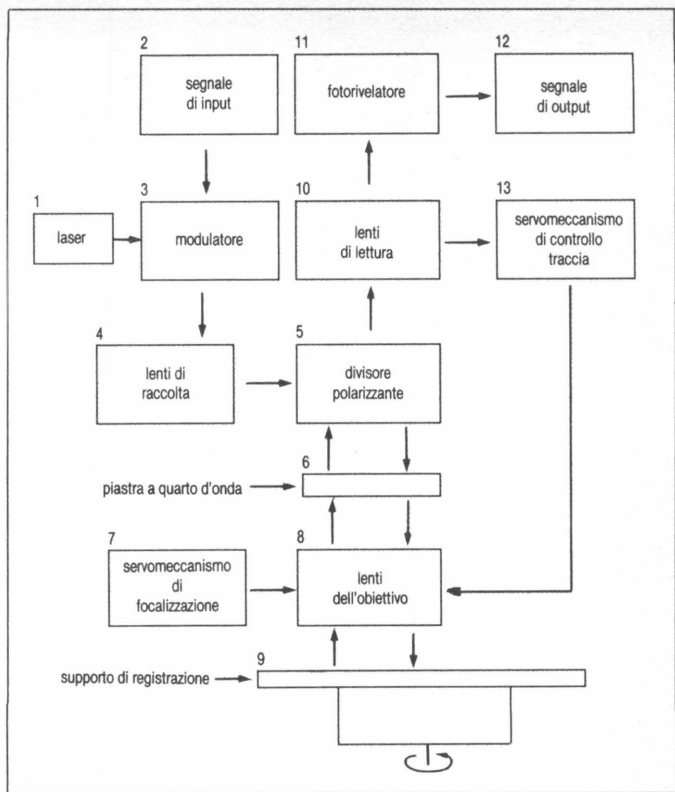 2
segnale
di input
11
fotorivelatore
12
segnale
di output
1
laser
3
modulatore
10
lenti
di lettura
13
servomeccanismo
di controllo
traccia
4
lenti di
raccolta
5
divisore
polarizzante
6
piastra a quarto d'onda
7
servomeccanismo
di
focalizzazione
8
lenti
dell'obiettivo
9
supporto di registrazione